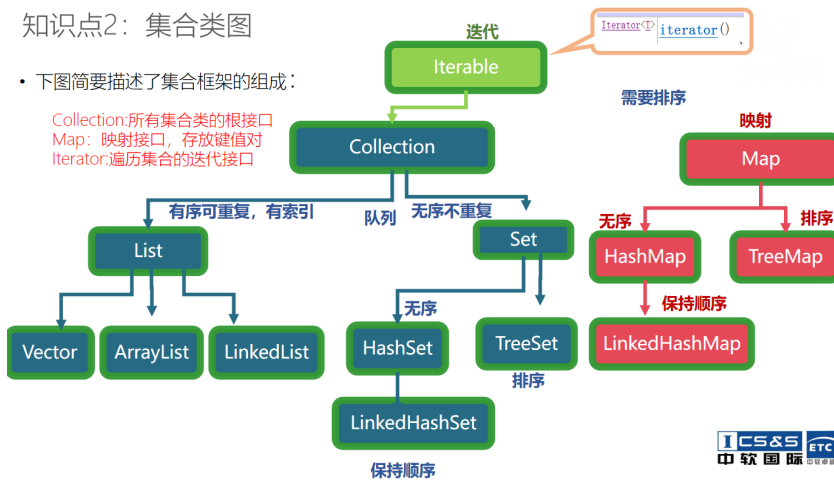 知识点2：集合类图
• 下图简要描述了集合框架的组成：
Collection:所有集合类的根接口
Map：映射接口，存放键值对
Iterator:遍历集合的迭代接口
迭代
Iterable
Iterator<T> iterator()
、
需要排序
Collection
映射
Map
有序可重复，有索引
队列
无序不重复
无序
排序
List
Set
HashMap
TreeMap
保持顺序
无序
Vector
ArrayList
LinkedList
HashSet
TreeSet
LinkedHashMap
排序
LinkedHashSet
保持顺序
ICS&S
中软国际
ETC